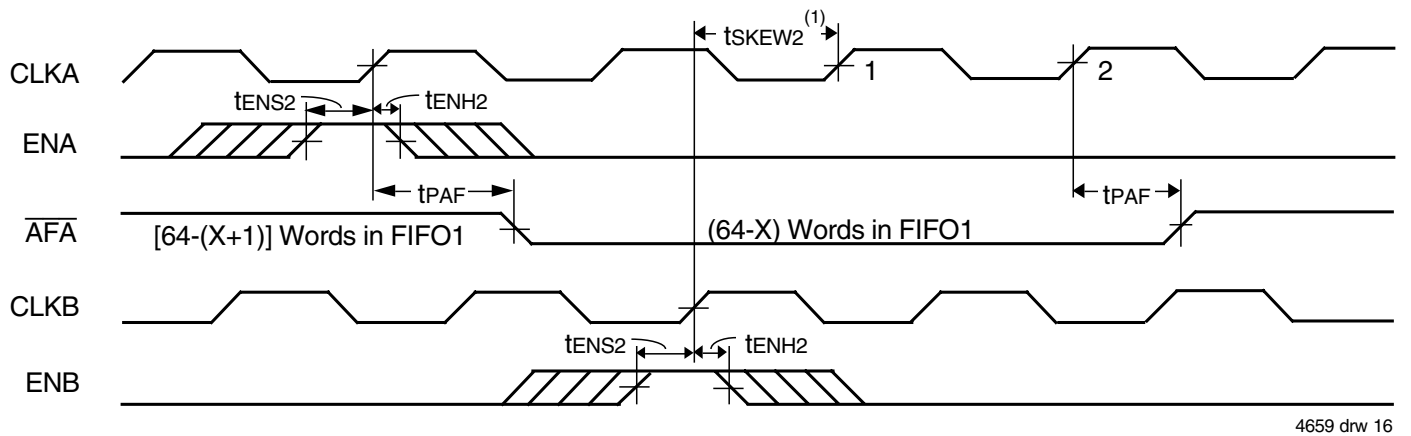 tSKEW2 (1)
CLKA
1
2
tENS2
tENH2
ENA
tPAF
tPAF
AFA
[64-(X+1)] Words in FIFO1
(64-X) Words in FIFO1
CLKB
tENS2
tENH2
ENB
4659 drw 16